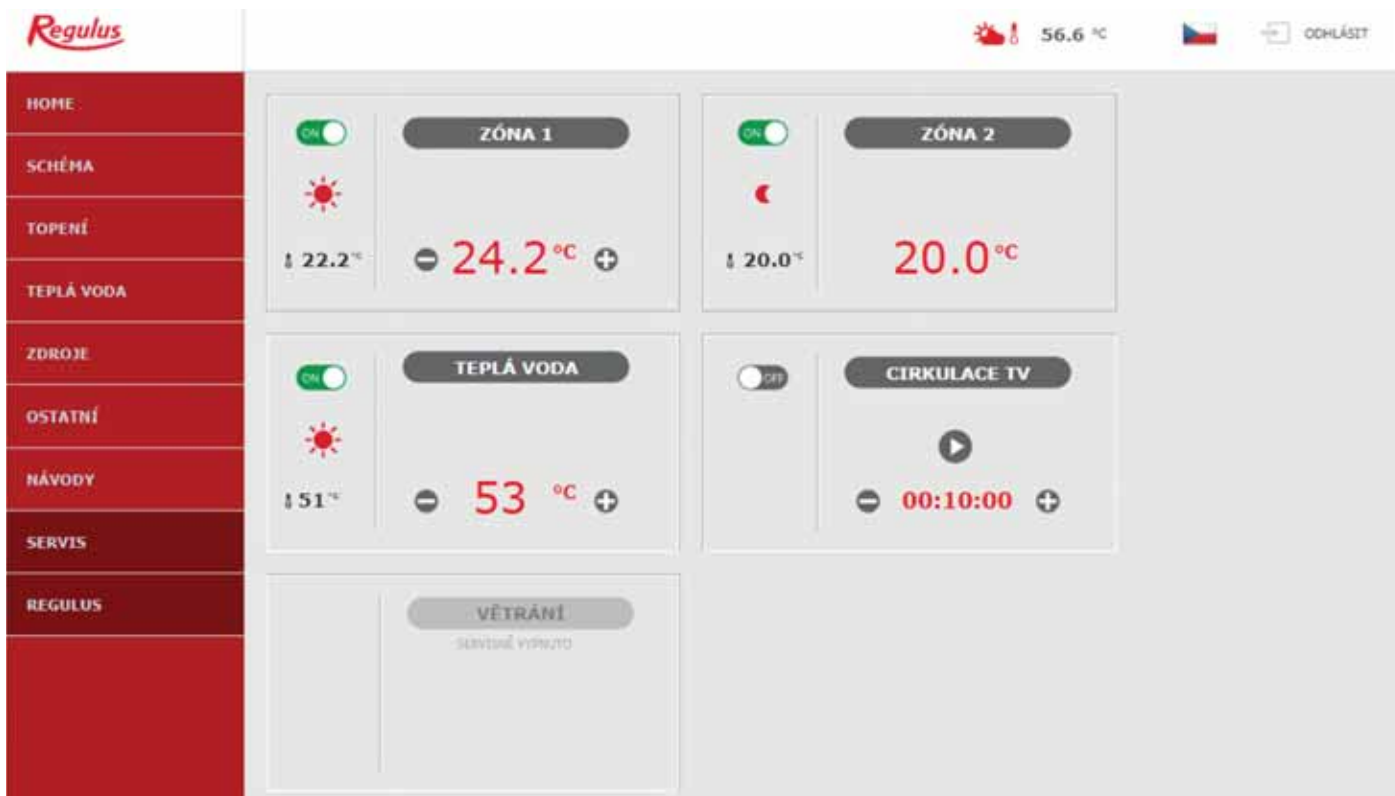 Regulus
56.6 °C
ODHLÁSIT
HOME
SCHÉMA
TOPENÍ
TEPLÁ VODA
ZDROJE
OSTATNÍ
NÁVODY
SERVIS
REGULUS
ON
ZÓNA 1
22.2 °C
24.2 °C
ON
ZÓNA 2
20.0 °C
20.0 °C
ON
TEPLÁ VODA
51 °C
53 °C
OFF
CIRKULACE TV
00:10:00
VĚTRÁNÍ
SERVISNĚ VYPNUTO